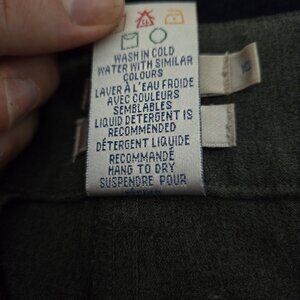 WASH IN COLD
WATER WITH SIMILAR
COLOURS
LAVER À L'EAU FROIDE
AVEC COULEURS
SEMBLABLES
LIQUID DETERGENT IS
RECOMMENDED
DÉTERGENT LIQUIDE
RECOMMANDÉ
HANG TO DRY
SUSPENDRE POUR